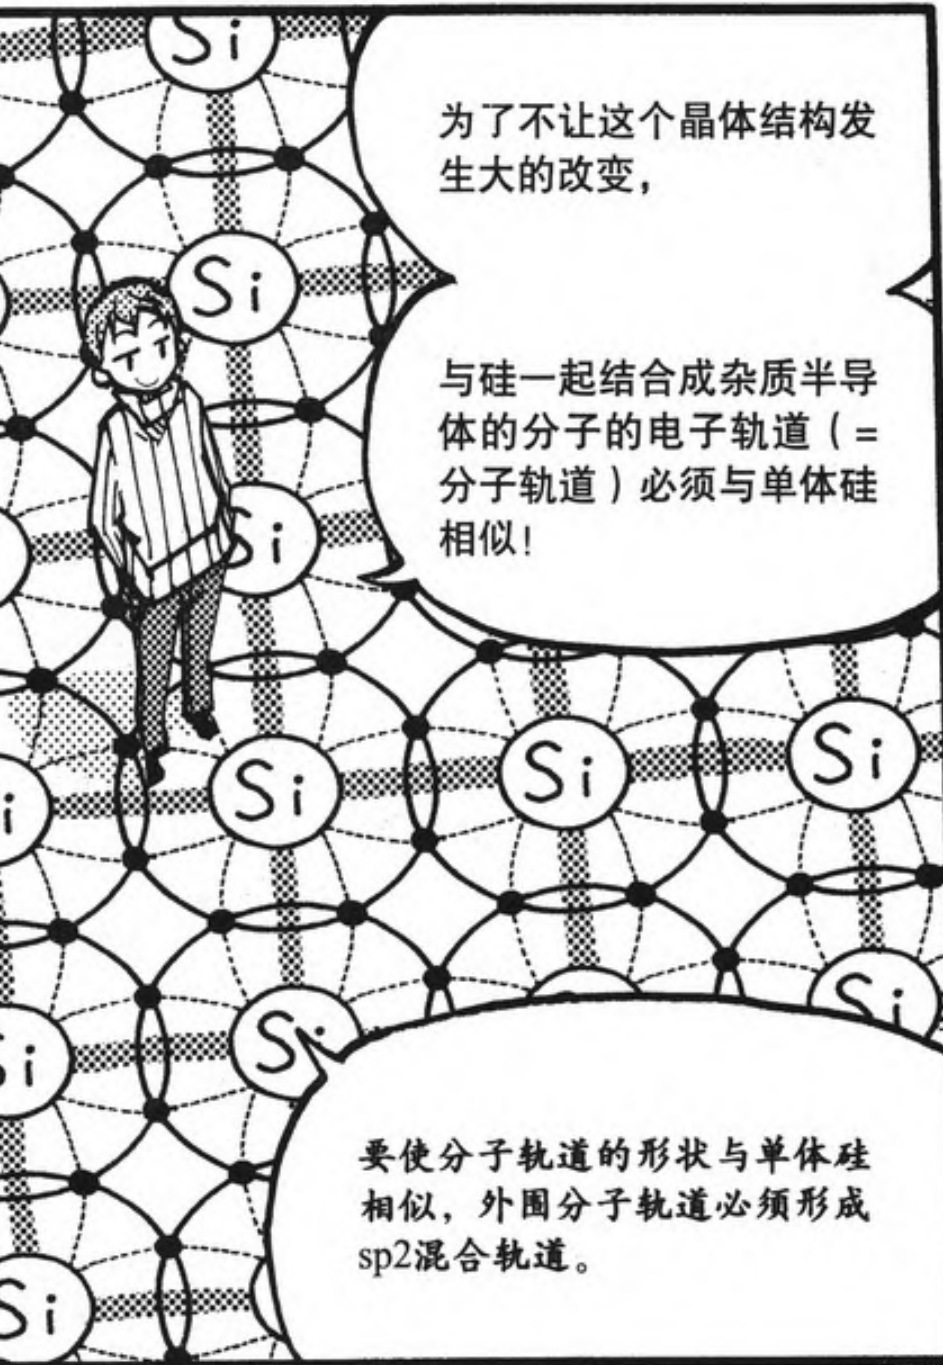 Si
为了不让这个晶体结构发
生大的改变，
Si
与硅一起结合成杂质半导
体的分子的电子轨道（=
分子轨道）必须与单体硅
相似！
Si
Si
Si
Si
i
Si
Si
Si
要使分子轨道的形状与单体硅
相似，外围分子轨道必须形成
sp2混合轨道。
Si